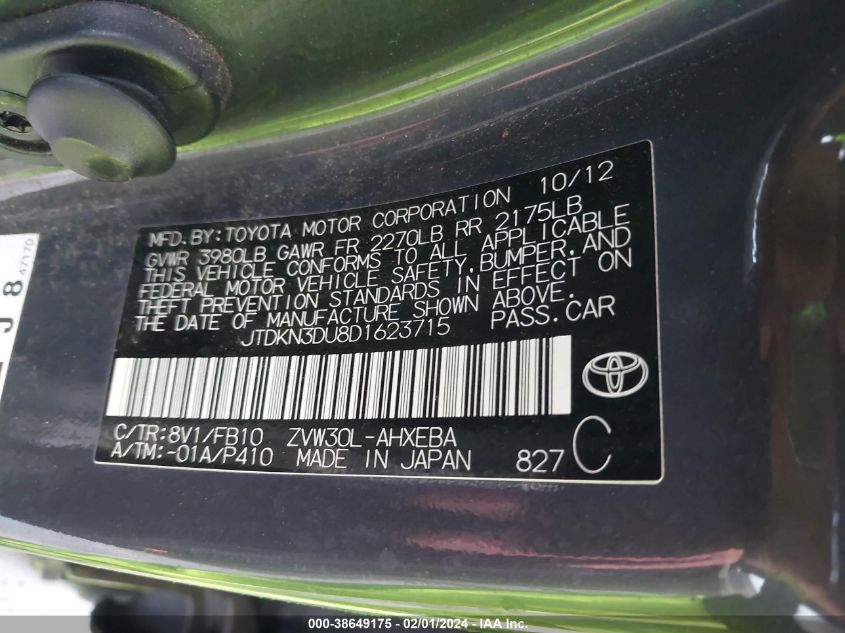 MFD. BY: TOYOTA MOTOR CORPORATION 10/12
GVWR 3980LB GAWR FR 2270LB RR 2175LB
THIS VEHICLE CONFORMS TO ALL APPLICABLE
FEDERAL MOTOR VEHICLE SAFETY, BUMPER, AND
THEFT PREVENTION STANDARDS IN EFFECT ON
THE DATE OF MANUFACTURE SHOWN ABOVE.
JTDKN3DU8D1623715 PASS. CAR
C/TR: 8V1/FB10 ZVW30L-AHXEBA
A/TM: -01A/P410 MADE IN JAPAN 827 C
J 8
47170
000-38649175 - 02/01/2024 - IAA Inc.